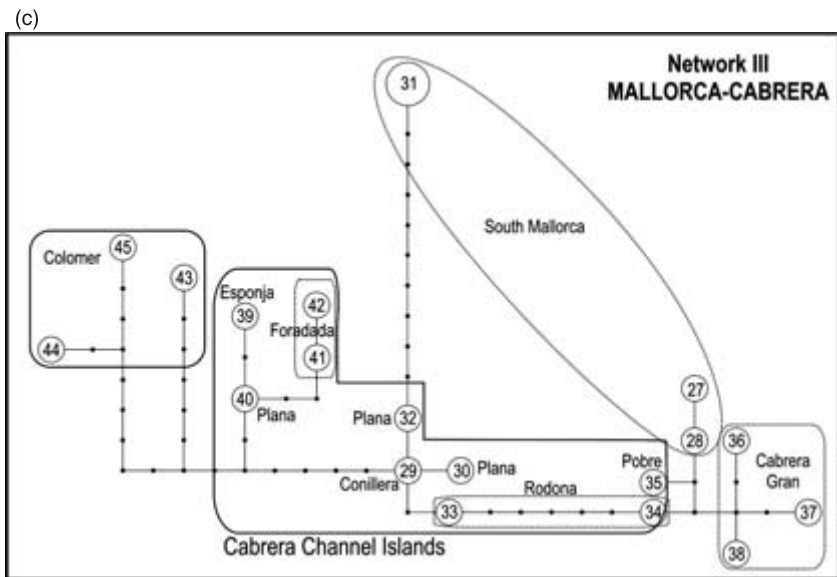 (c)
Network III
MALLORCA-CABRERA
31
South Mallorca
45
Colomer
43
Esponja
42
39
Foradada
44
41
27
40
Plana
Plana
32
28
36
29
30
Plana
Pobre
Cabrera
Gran
Conillera
35
Rodona
33
34
37
38
Cabrera Channel Islands